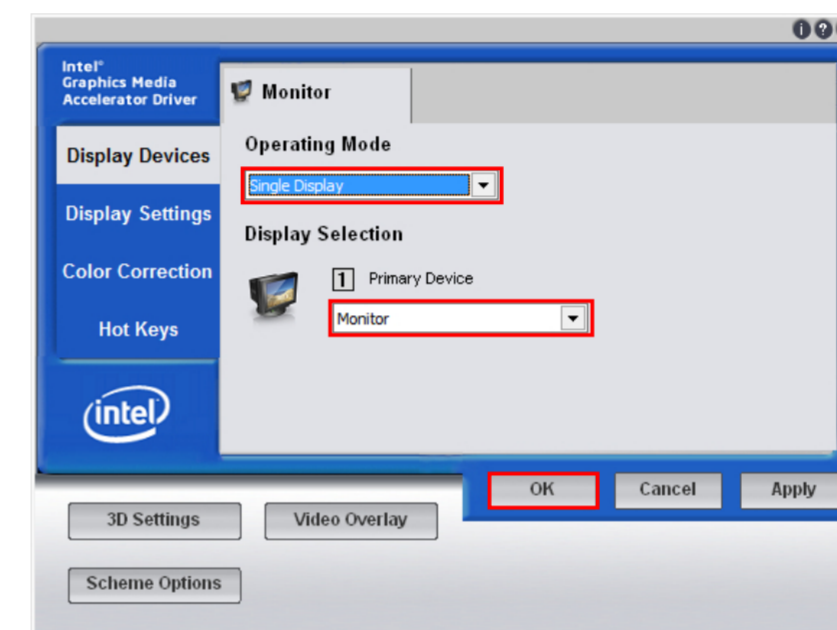 Intel®
Graphics Media
Accelerator Driver
Monitor
Display Devices
Display Settings
Color Correction
Hot Keys
intel
Operating Mode
Single Display
Display Selection
1 Primary Device
Monitor
OK Cancel Apply
3D Settings Video Overlay
Scheme Options